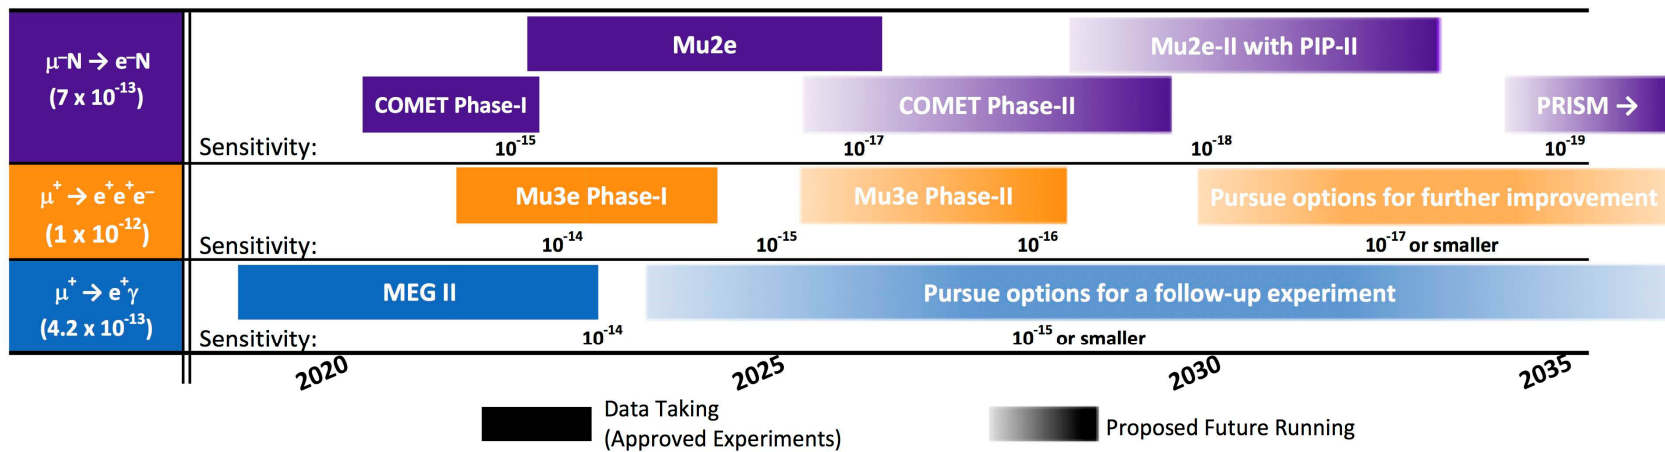 μ⁻N → e⁻N
(7 x 10⁻¹³)
Mu2e
Mu2e-II with PIP-II
COMET Phase-I
COMET Phase-II
PRISM →
Sensitivity:
10⁻¹⁵
10⁻¹⁷
10⁻¹⁸
10⁻¹⁹
μ⁺ → e⁺e⁺e⁻
(1 x 10⁻¹²)
Mu3e Phase-I
Mu3e Phase-II
Pursue options for further improvement
Sensitivity:
10⁻¹⁴
10⁻¹⁵
10⁻¹⁶
10⁻¹⁷ or smaller
μ⁺ → e⁺γ
(4.2 x 10⁻¹³)
MEG II
Pursue options for a follow-up experiment
Sensitivity:
10⁻¹⁴
10⁻¹⁵ or smaller
2020
2025
2030
2035
Data Taking
(Approved Experiments)
Proposed Future Running